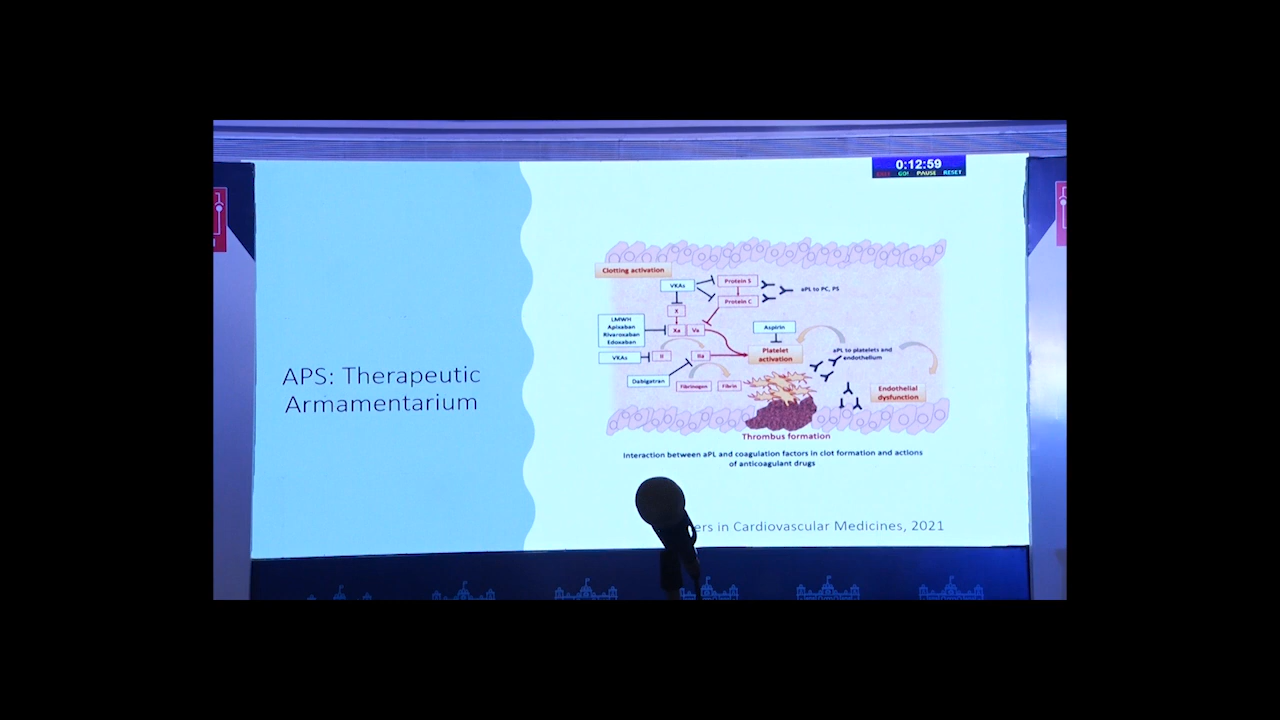 0:12:59
GO! PAUSE RESET
APS: Therapeutic
Armamentarium
Clotting activation
VKAs
Protein S
Protein C
aPL to PC, PS
X
LMWH
Apixaban
Rivaroxaban
Edoxaban
Xa
Va
Aspirin
VKAs
II
IIa
Platelet
activation
aPL to platelets and
endothelium
Dabigatran
Fibrinogen
Fibrin
Endothelial
dysfunction
Thrombus formation
Interaction between aPL and coagulation factors in clot formation and actions
of anticoagulant drugs
in Cardiovascular Medicines, 2021